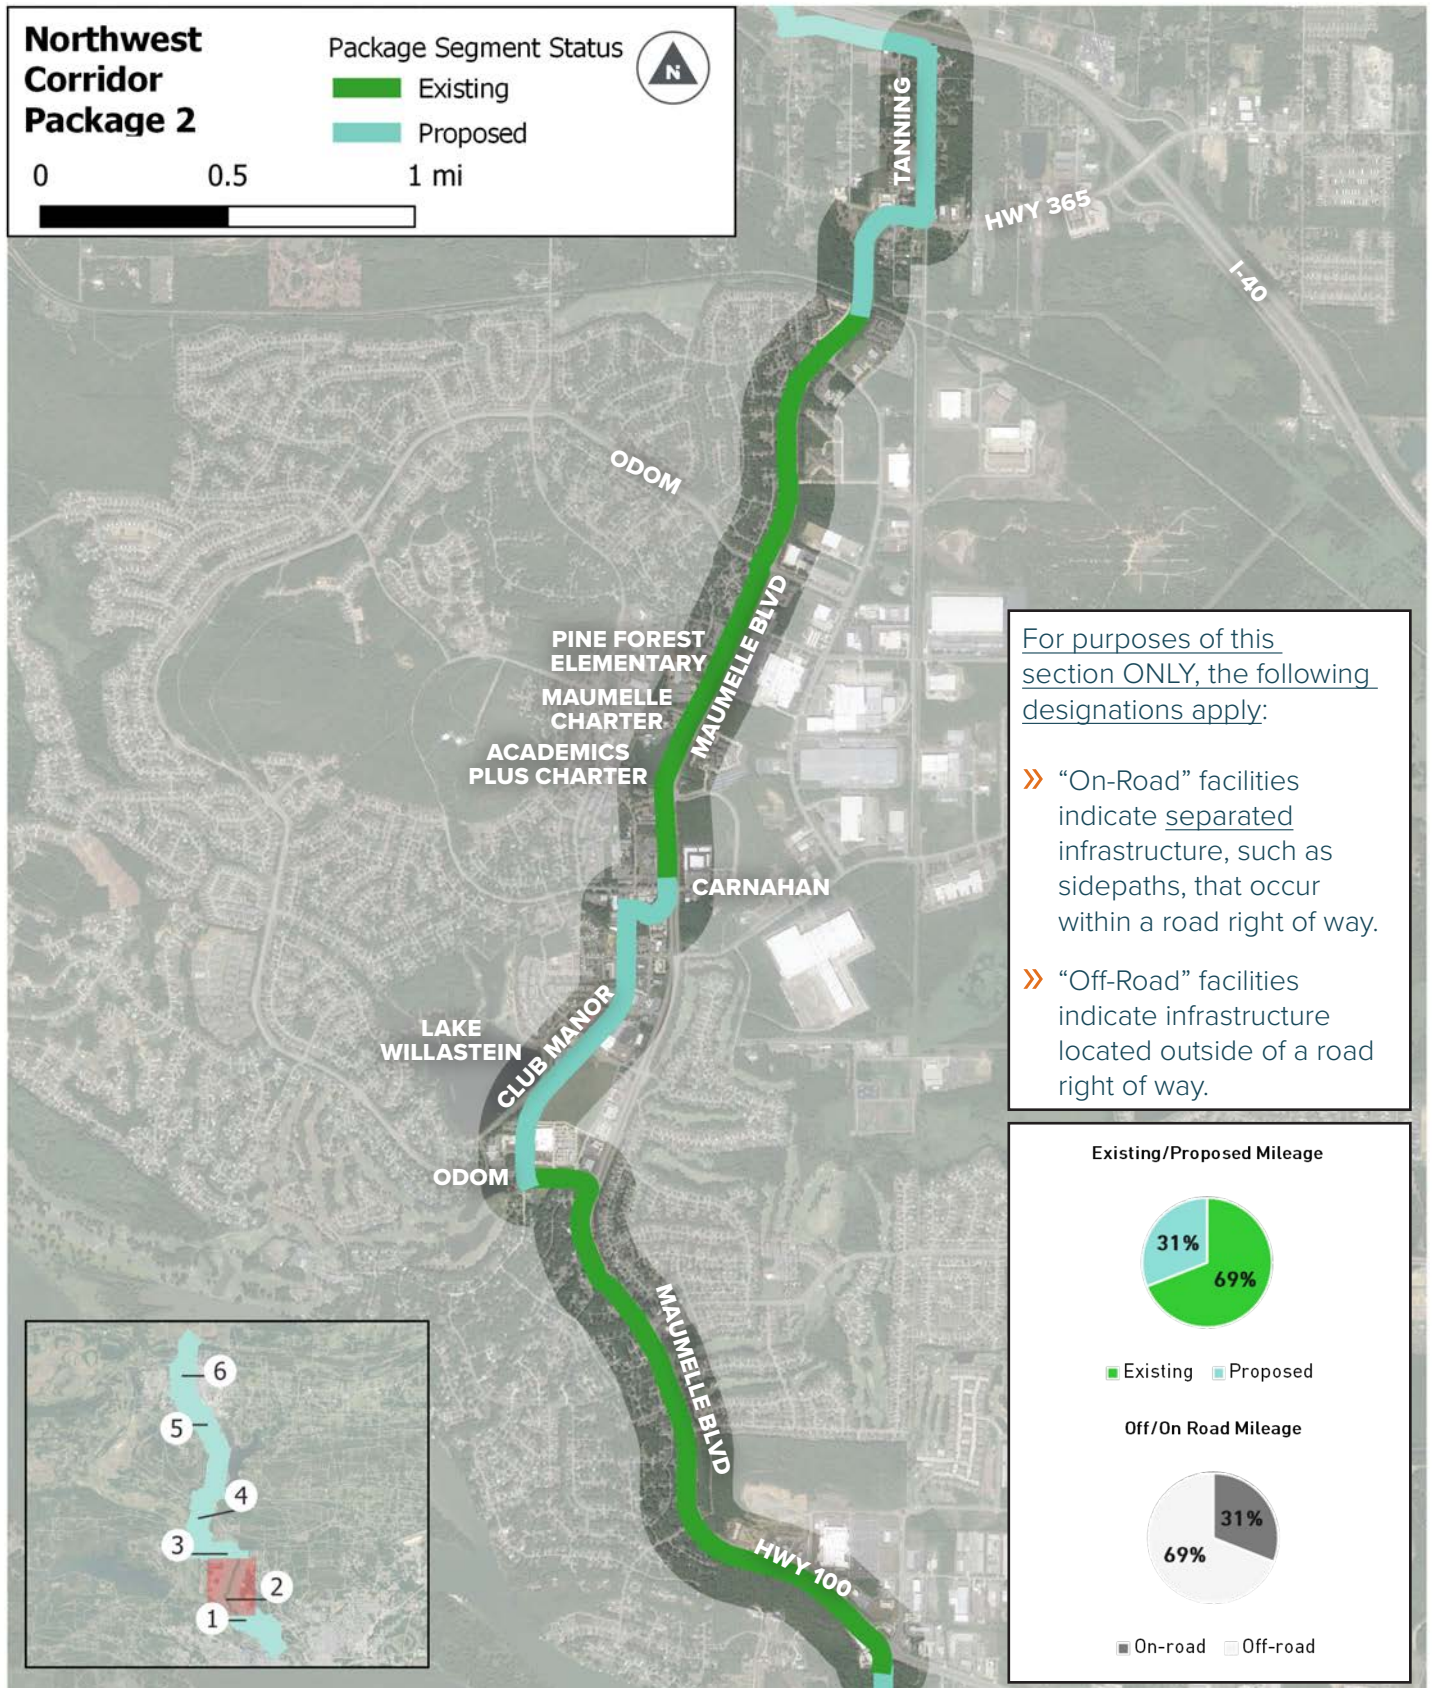 Northwest
Corridor
Package 2
Package Segment Status
Existing
Proposed
N
0 0.5 1 mi
TANNING
HWY 365
I-40
ODOM
MAUMELLE BLVD
PINE FOREST
ELEMENTARY
MAUMELLE
CHARTER
ACADEMICS
PLUS CHARTER
CARNAHAN
CLUB MANOR
LAKE
WILLASTEIN
ODOM
MAUMELLE BLVD
HWY 100
For purposes of this
section ONLY, the following
designations apply:
» “On-Road” facilities
indicate separated
infrastructure, such as
sidepaths, that occur
within a road right of way.
» “Off-Road” facilities
indicate infrastructure
located outside of a road
right of way.
Existing/Proposed Mileage
31%
69%
Existing Proposed
Off/On Road Mileage
31%
69%
On-road Off-road
6
5
4
3
2
1